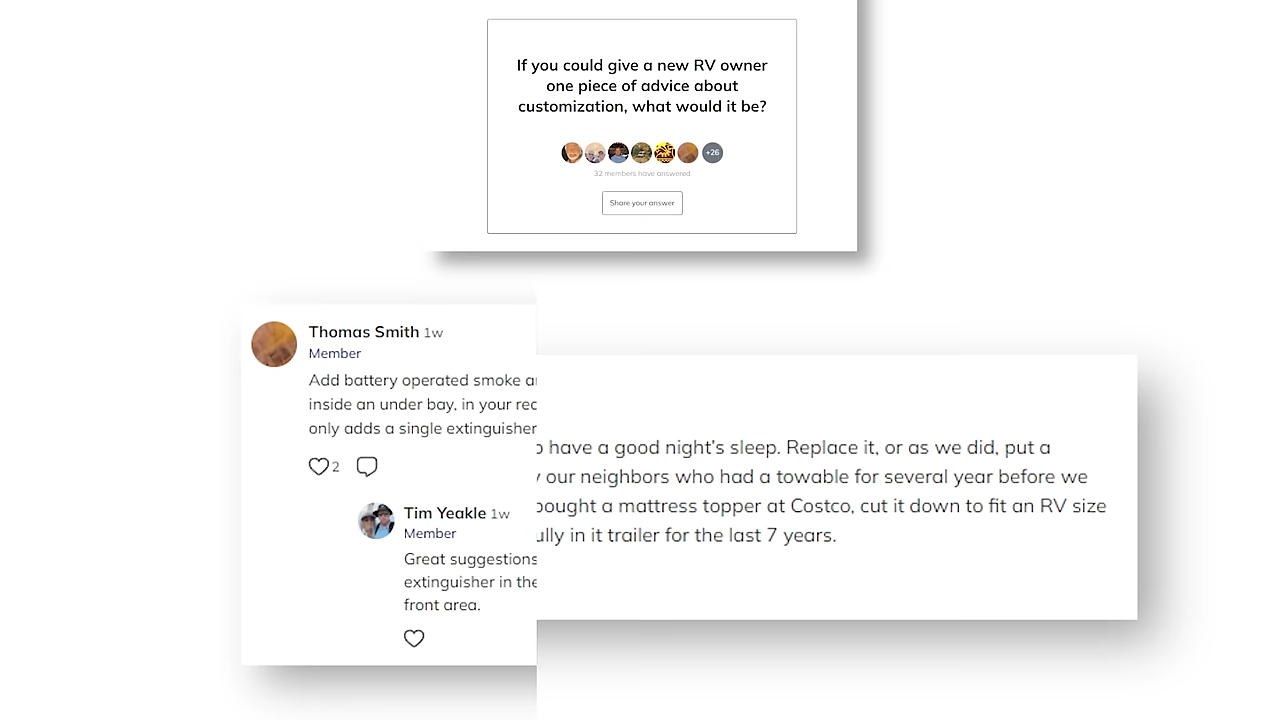 If you could give a new RV owner
one piece of advice about
customization, what would it be?
+26
32 members have answered
Share your answer
Thomas Smith 1w
Member
Add battery operated smoke
inside an under bay, in your
only adds a single extinguisher
2
Tim Yeakle 1w
Member
Great suggestions
extinguisher in the
front area.
have a good night's sleep. Replace it, or as we did, put a
our neighbors who had a towable for several year before we
bought a mattress topper at Costco, cut it down to fit an RV size
in it trailer for the last 7 years.